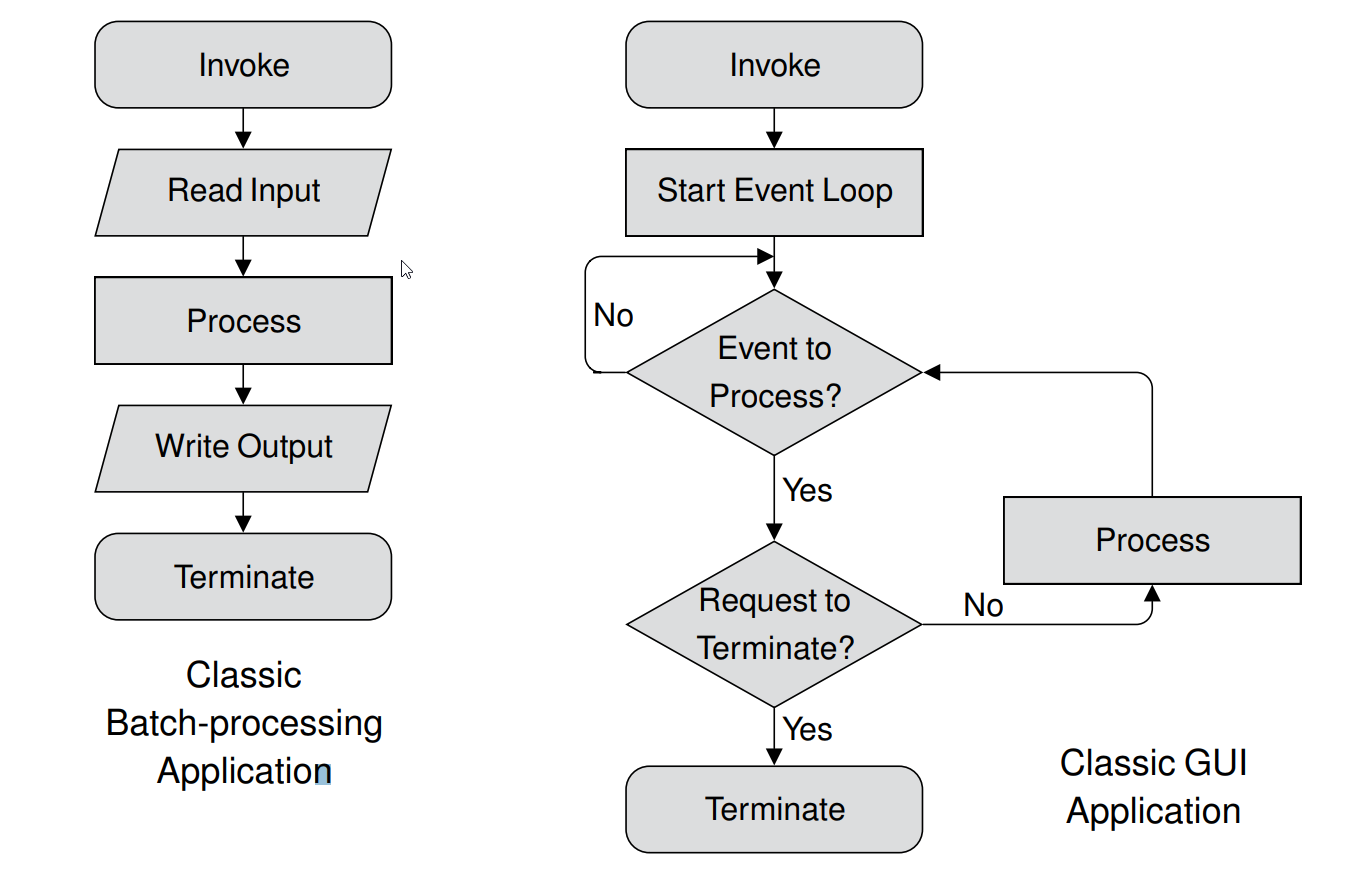 Invoke
Read Input
Process
Write Output
Terminate
Classic
Batch-processing
Application
Invoke
Start Event Loop
No
Event to
Process?
Yes
Request to
Terminate?
No
Process
Yes
Terminate
Classic GUI
Application